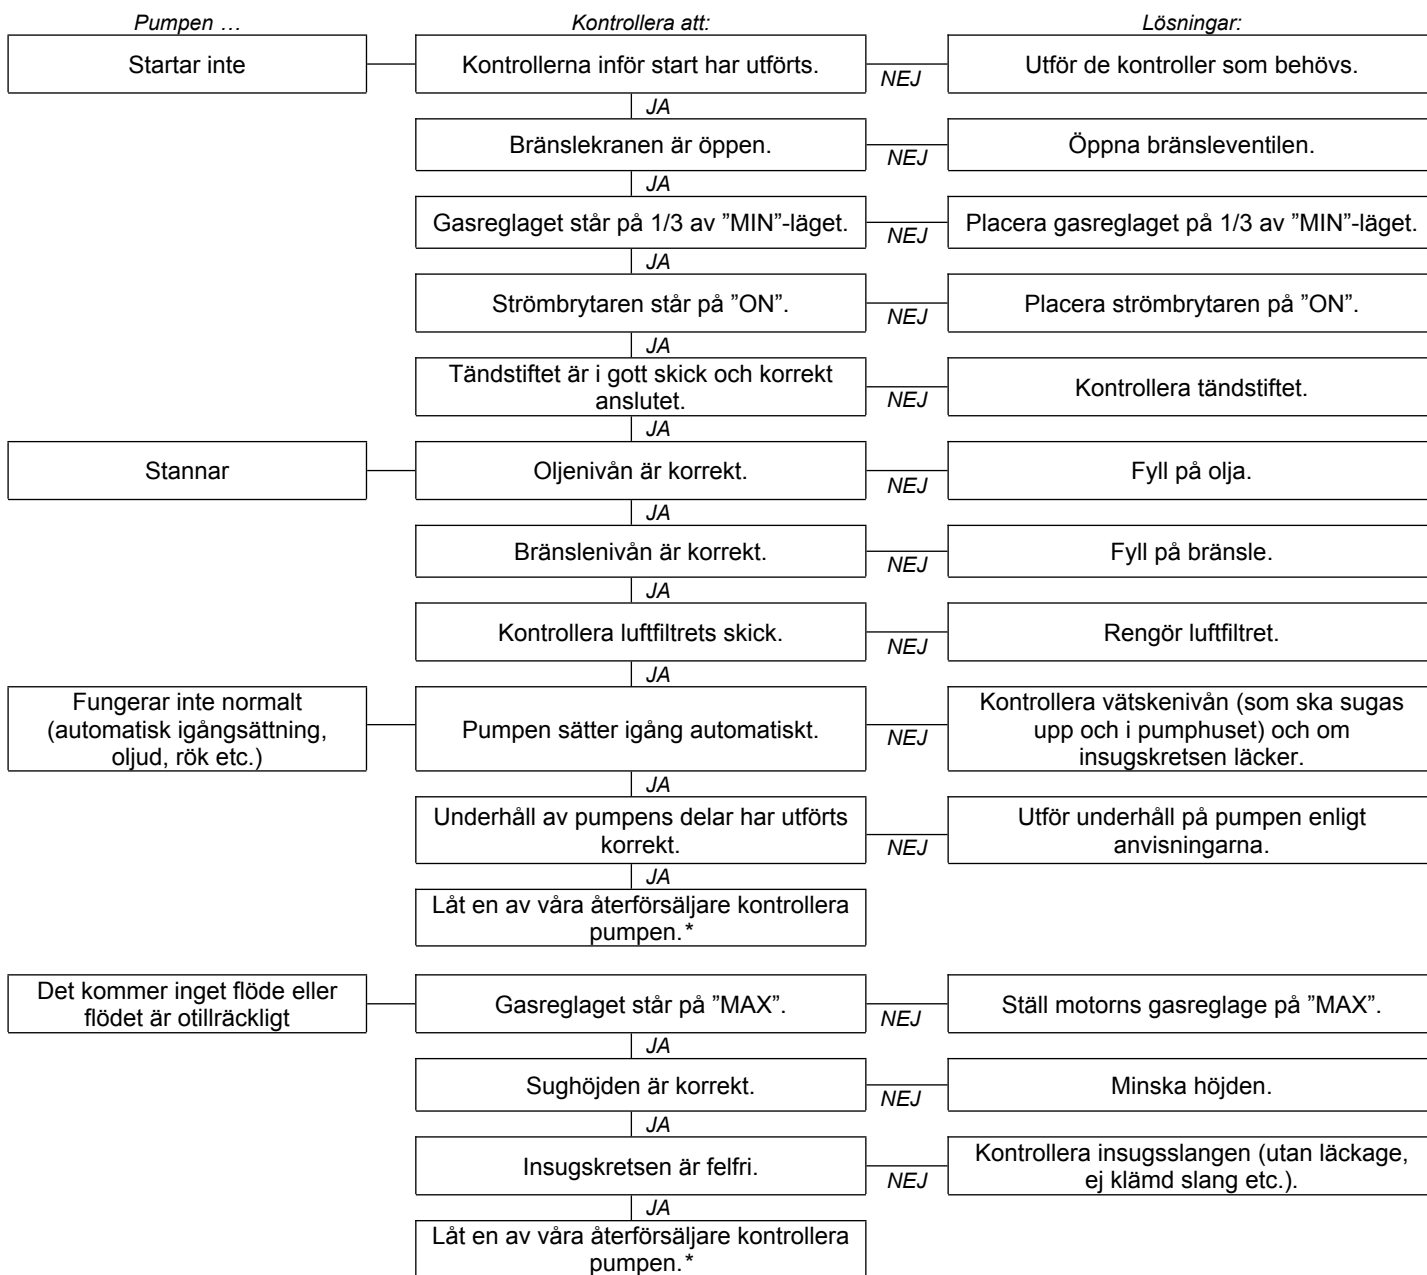 Pumpen …
Kontrollera att:
Lösningar:
Startar inte
Kontrollerna inför start har utförts.
NEJ
Utför de kontroller som behövs.
JA
Bränslekranen är öppen.
NEJ
Öppna bränsleventilen.
JA
Gasreglaget står på 1/3 av ”MIN”-läget.
NEJ
Placera gasreglaget på 1/3 av ”MIN”-läget.
JA
Strömbrytaren står på ”ON”.
NEJ
Placera strömbrytaren på ”ON”.
JA
Tändstiftet är i gott skick och korrekt
anslutet.
NEJ
Kontrollera tändstiftet.
JA
Stannar
Oljenivån är korrekt.
NEJ
Fyll på olja.
JA
Bränslenivån är korrekt.
NEJ
Fyll på bränsle.
JA
Kontrollera luftfiltrets skick.
NEJ
Rengör luftfiltret.
JA
Fungerar inte normalt
(automatisk igångsättning,
oljud, rök etc.)
Pumpen sätter igång automatiskt.
NEJ
Kontrollera vätskenivån (som ska sugas
upp och i pumphuset) och om
insugskretsen läcker.
JA
Underhåll av pumpens delar har utförts
korrekt.
NEJ
Utför underhåll på pumpen enligt
anvisningarna.
JA
Låt en av våra återförsäljare kontrollera
pumpen.*
Det kommer inget flöde eller
flödet är otillräckligt
Gasreglaget står på ”MAX”.
NEJ
Ställ motorns gasreglage på ”MAX”.
JA
Sughöjden är korrekt.
NEJ
Minska höjden.
JA
Insugskretsen är felfri.
NEJ
Kontrollera insugsslangen (utan läckage,
ej klämd slang etc.).
JA
Låt en av våra återförsäljare kontrollera
pumpen.*